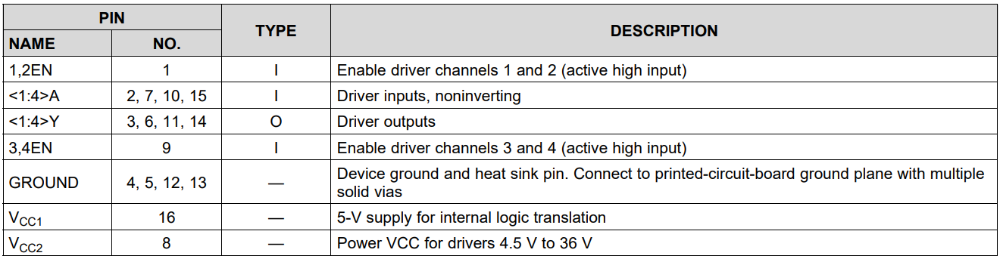 PIN
TYPE
DESCRIPTION
NAME
NO.
1,2EN 1 I Enable driver channels 1 and 2 (active high input)
<1:4>A 2, 7, 10, 15 I Driver inputs, noninverting
<1:4>Y 3, 6, 11, 14 O Driver outputs
3,4EN 9 I Enable driver channels 3 and 4 (active high input)
GROUND 4, 5, 12, 13 — Device ground and heat sink pin. Connect to printed-circuit-board ground plane with multiple
solid vias
VCC1 16 — 5-V supply for internal logic translation
VCC2 8 — Power VCC for drivers 4.5 V to 36 V